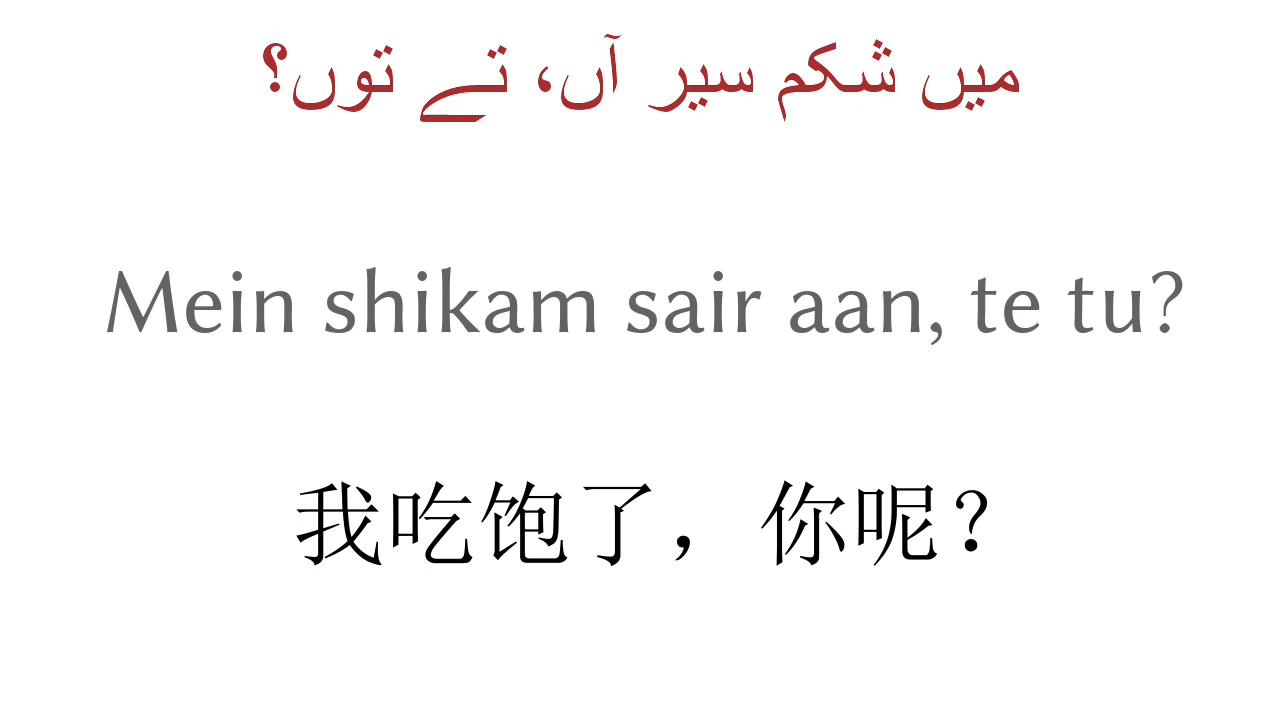 میں شکم سیر آں، تے توں؟
Mein shikam sair aan, te tu?
我吃饱了，你呢？